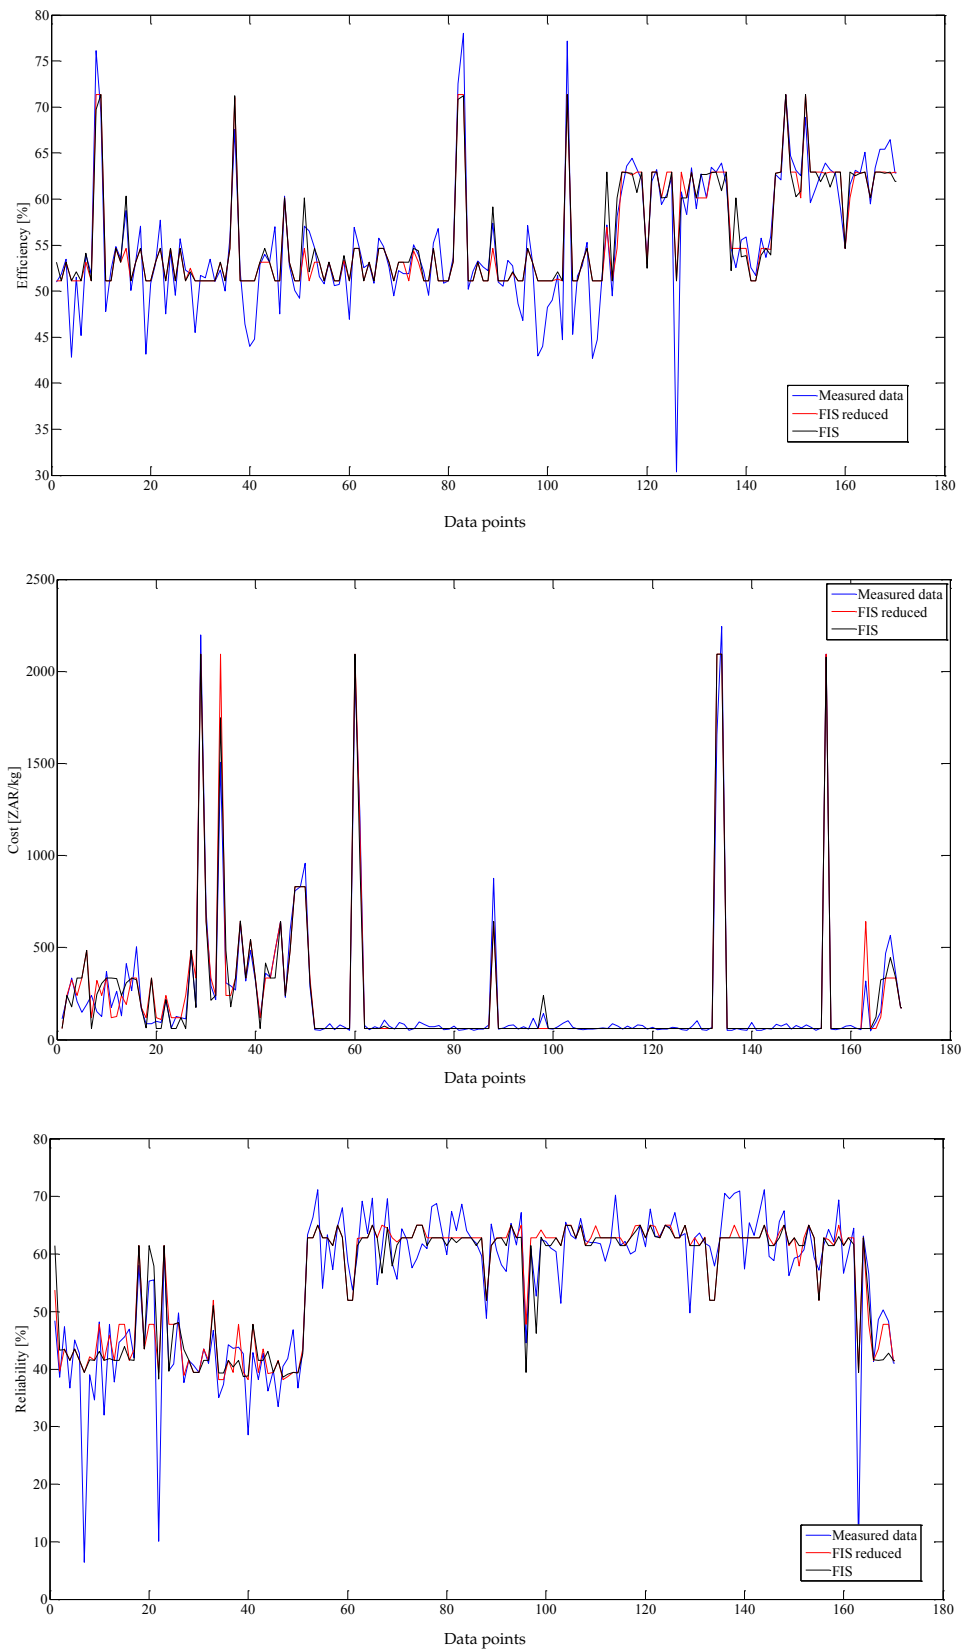 80
75
70
65
60
55
50
45
40
35
30
Efficiency [%]
Measured data
FIS reduced
FIS
0 20 40 60 80 100 120 140 160 180
Data points
2500
2000
1500
1000
500
0
Cost [ZAR/kg]
Measured data
FIS reduced
FIS
0 20 40 60 80 100 120 140 160 180
Data points
80
70
60
50
40
30
20
10
0
Reliability [%]
Measured data
FIS reduced
FIS
0 20 40 60 80 100 120 140 160 180
Data points